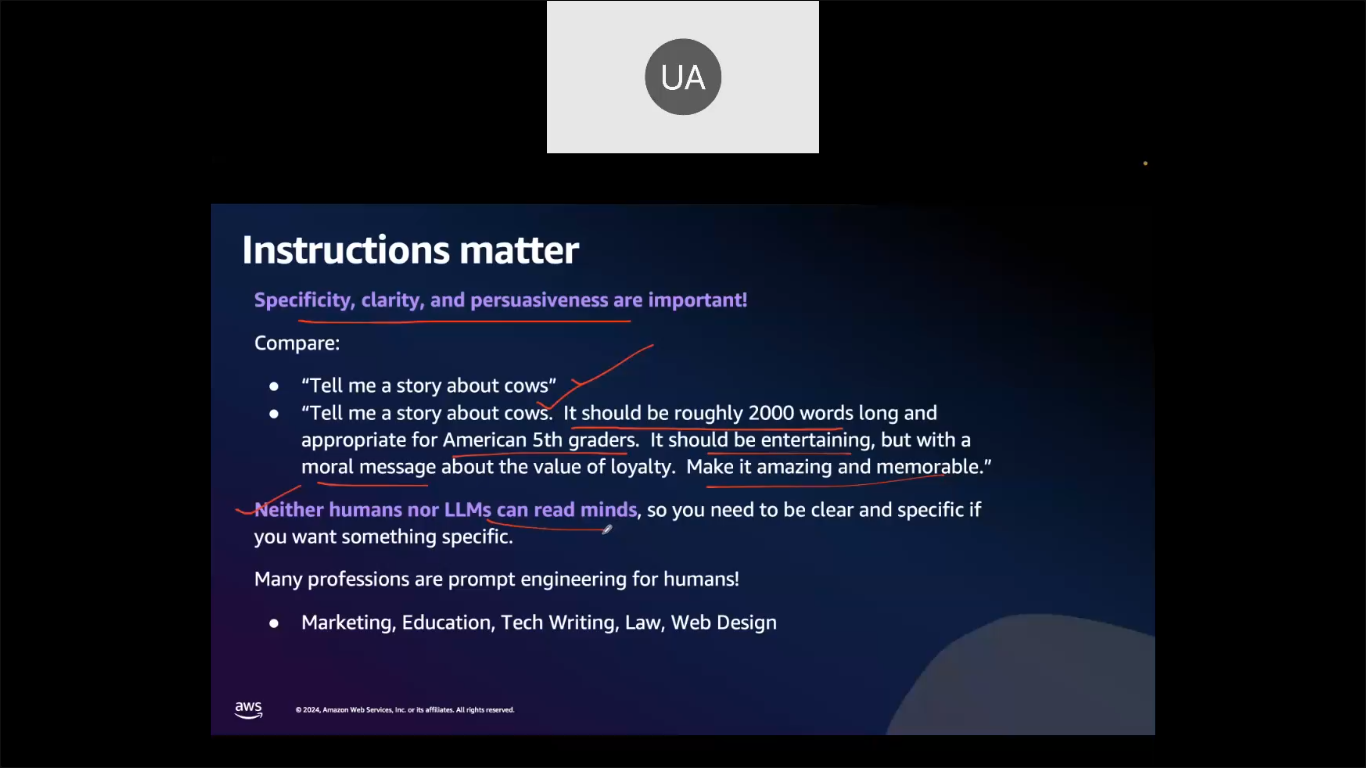 UA
Instructions matter
Specificity, clarity, and persuasiveness are important!
Compare:
● “Tell me a story about cows”
● “Tell me a story about cows. It should be roughly 2000 words long and
appropriate for American 5th graders. It should be entertaining, but with a
moral message about the value of loyalty. Make it amazing and memorable.”
Neither humans nor LLMs can read minds, so you need to be clear and specific if
you want something specific.
Many professions are prompt engineering for humans!
● Marketing, Education, Tech Writing, Law, Web Design
aws
© 2024, Amazon Web Services, Inc. or its affiliates. All rights reserved.